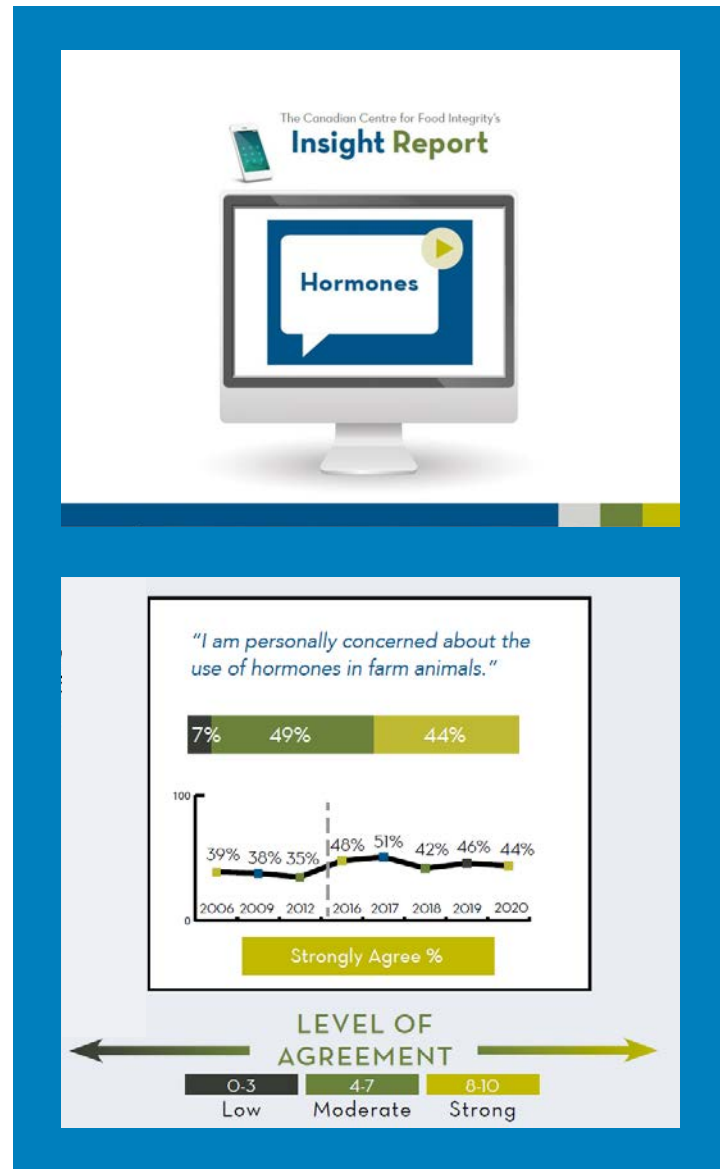 The Canadian Centre for Food Integrity's
Insight Report
Hormones
"I am personally concerned about the
use of hormones in farm animals."
7% 49% 44%
100
39% 38% 35% 48% 51% 42% 46% 44%
2006 2009 2012 2016 2017 2018 2019 2020
0
Strongly Agree %
LEVEL OF
AGREEMENT
0-3 4-7 8-10
Low Moderate Strong